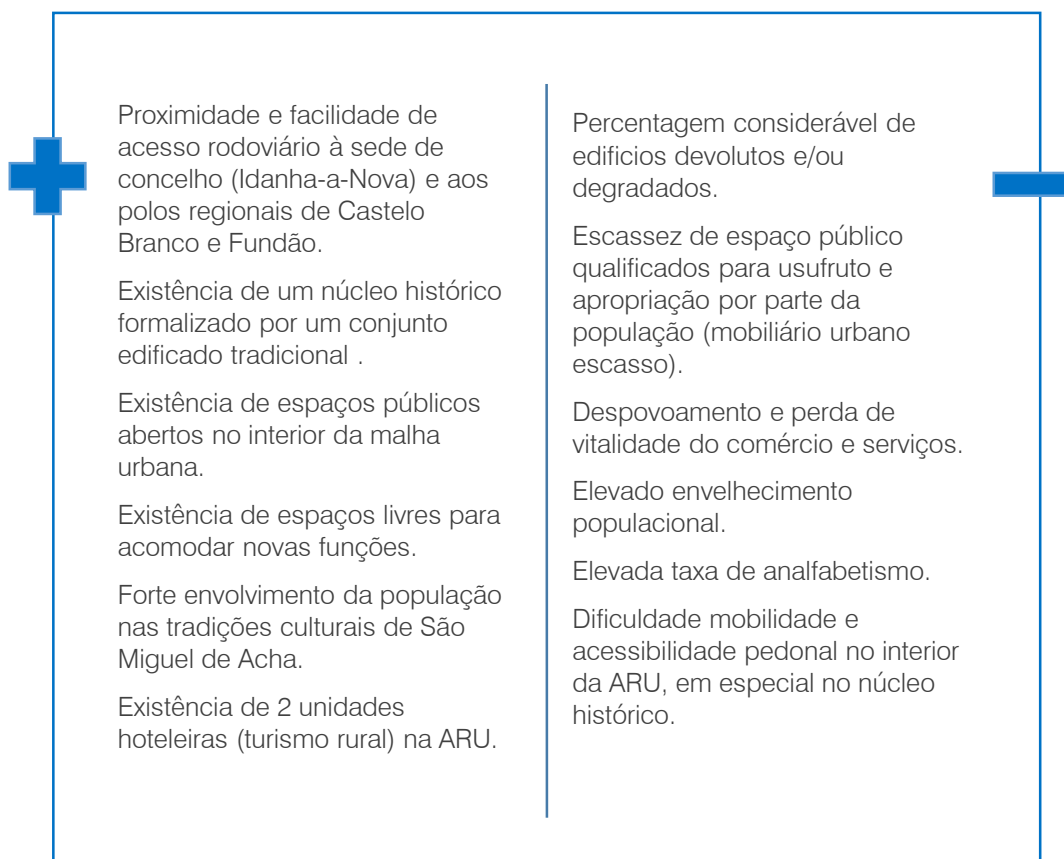 Proximidade e facilidade de
acesso rodoviário à sede de
concelho (Idanha-a-Nova) e aos
polos regionais de Castelo
Branco e Fundão.
Existência de um núcleo histórico
formalizado por um conjunto
edificado tradicional .
Existência de espaços públicos
abertos no interior da malha
urbana.
Existência de espaços livres para
acomodar novas funções.
Forte envolvimento da população
nas tradições culturais de São
Miguel de Acha.
Existência de 2 unidades
hoteleiras (turismo rural) na ARU.
Percentagem considerável de
edificios devolutos e/ou
degradados.
Escassez de espaço público
qualificados para usufruto e
apropriação por parte da
população (mobiliário urbano
escasso).
Despovoamento e perda de
vitalidade do comércio e serviços.
Elevado envelhecimento
populacional.
Elevada taxa de analfabetismo.
Dificuldade mobilidade e
acessibilidade pedonal no interior
da ARU, em especial no núcleo
histórico.